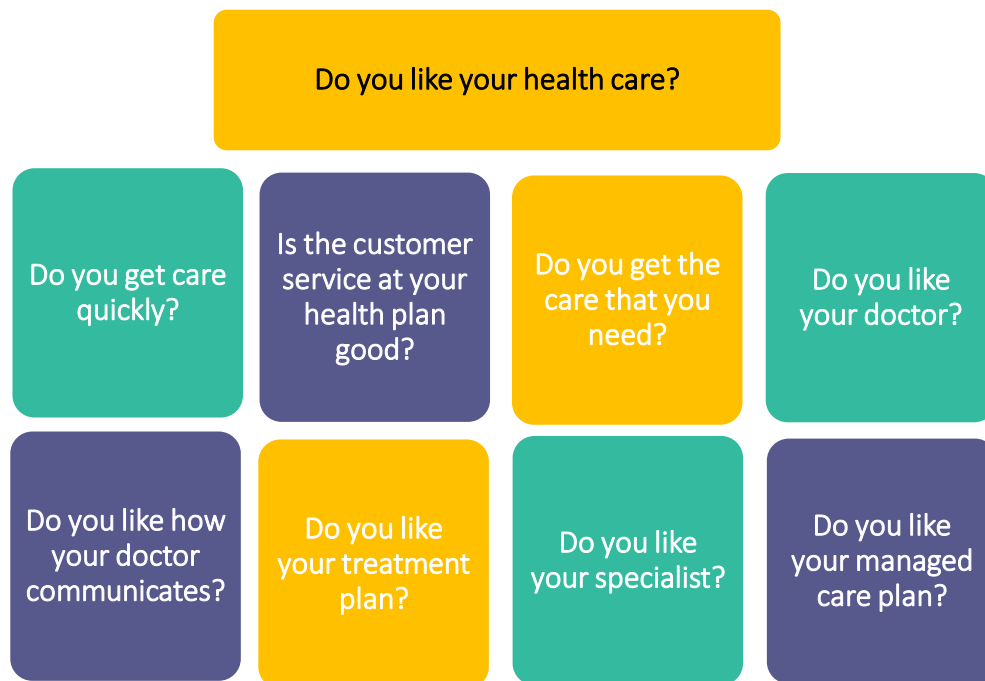 Do you like your health care?
Do you get care
quickly?
Is the customer
service at your
health plan
good?
Do you get the
care that you
need?
Do you like
your doctor?
Do you like how
your doctor
communicates?
Do you like
your treatment
plan?
Do you like
your specialist?
Do you like
your managed
care plan?